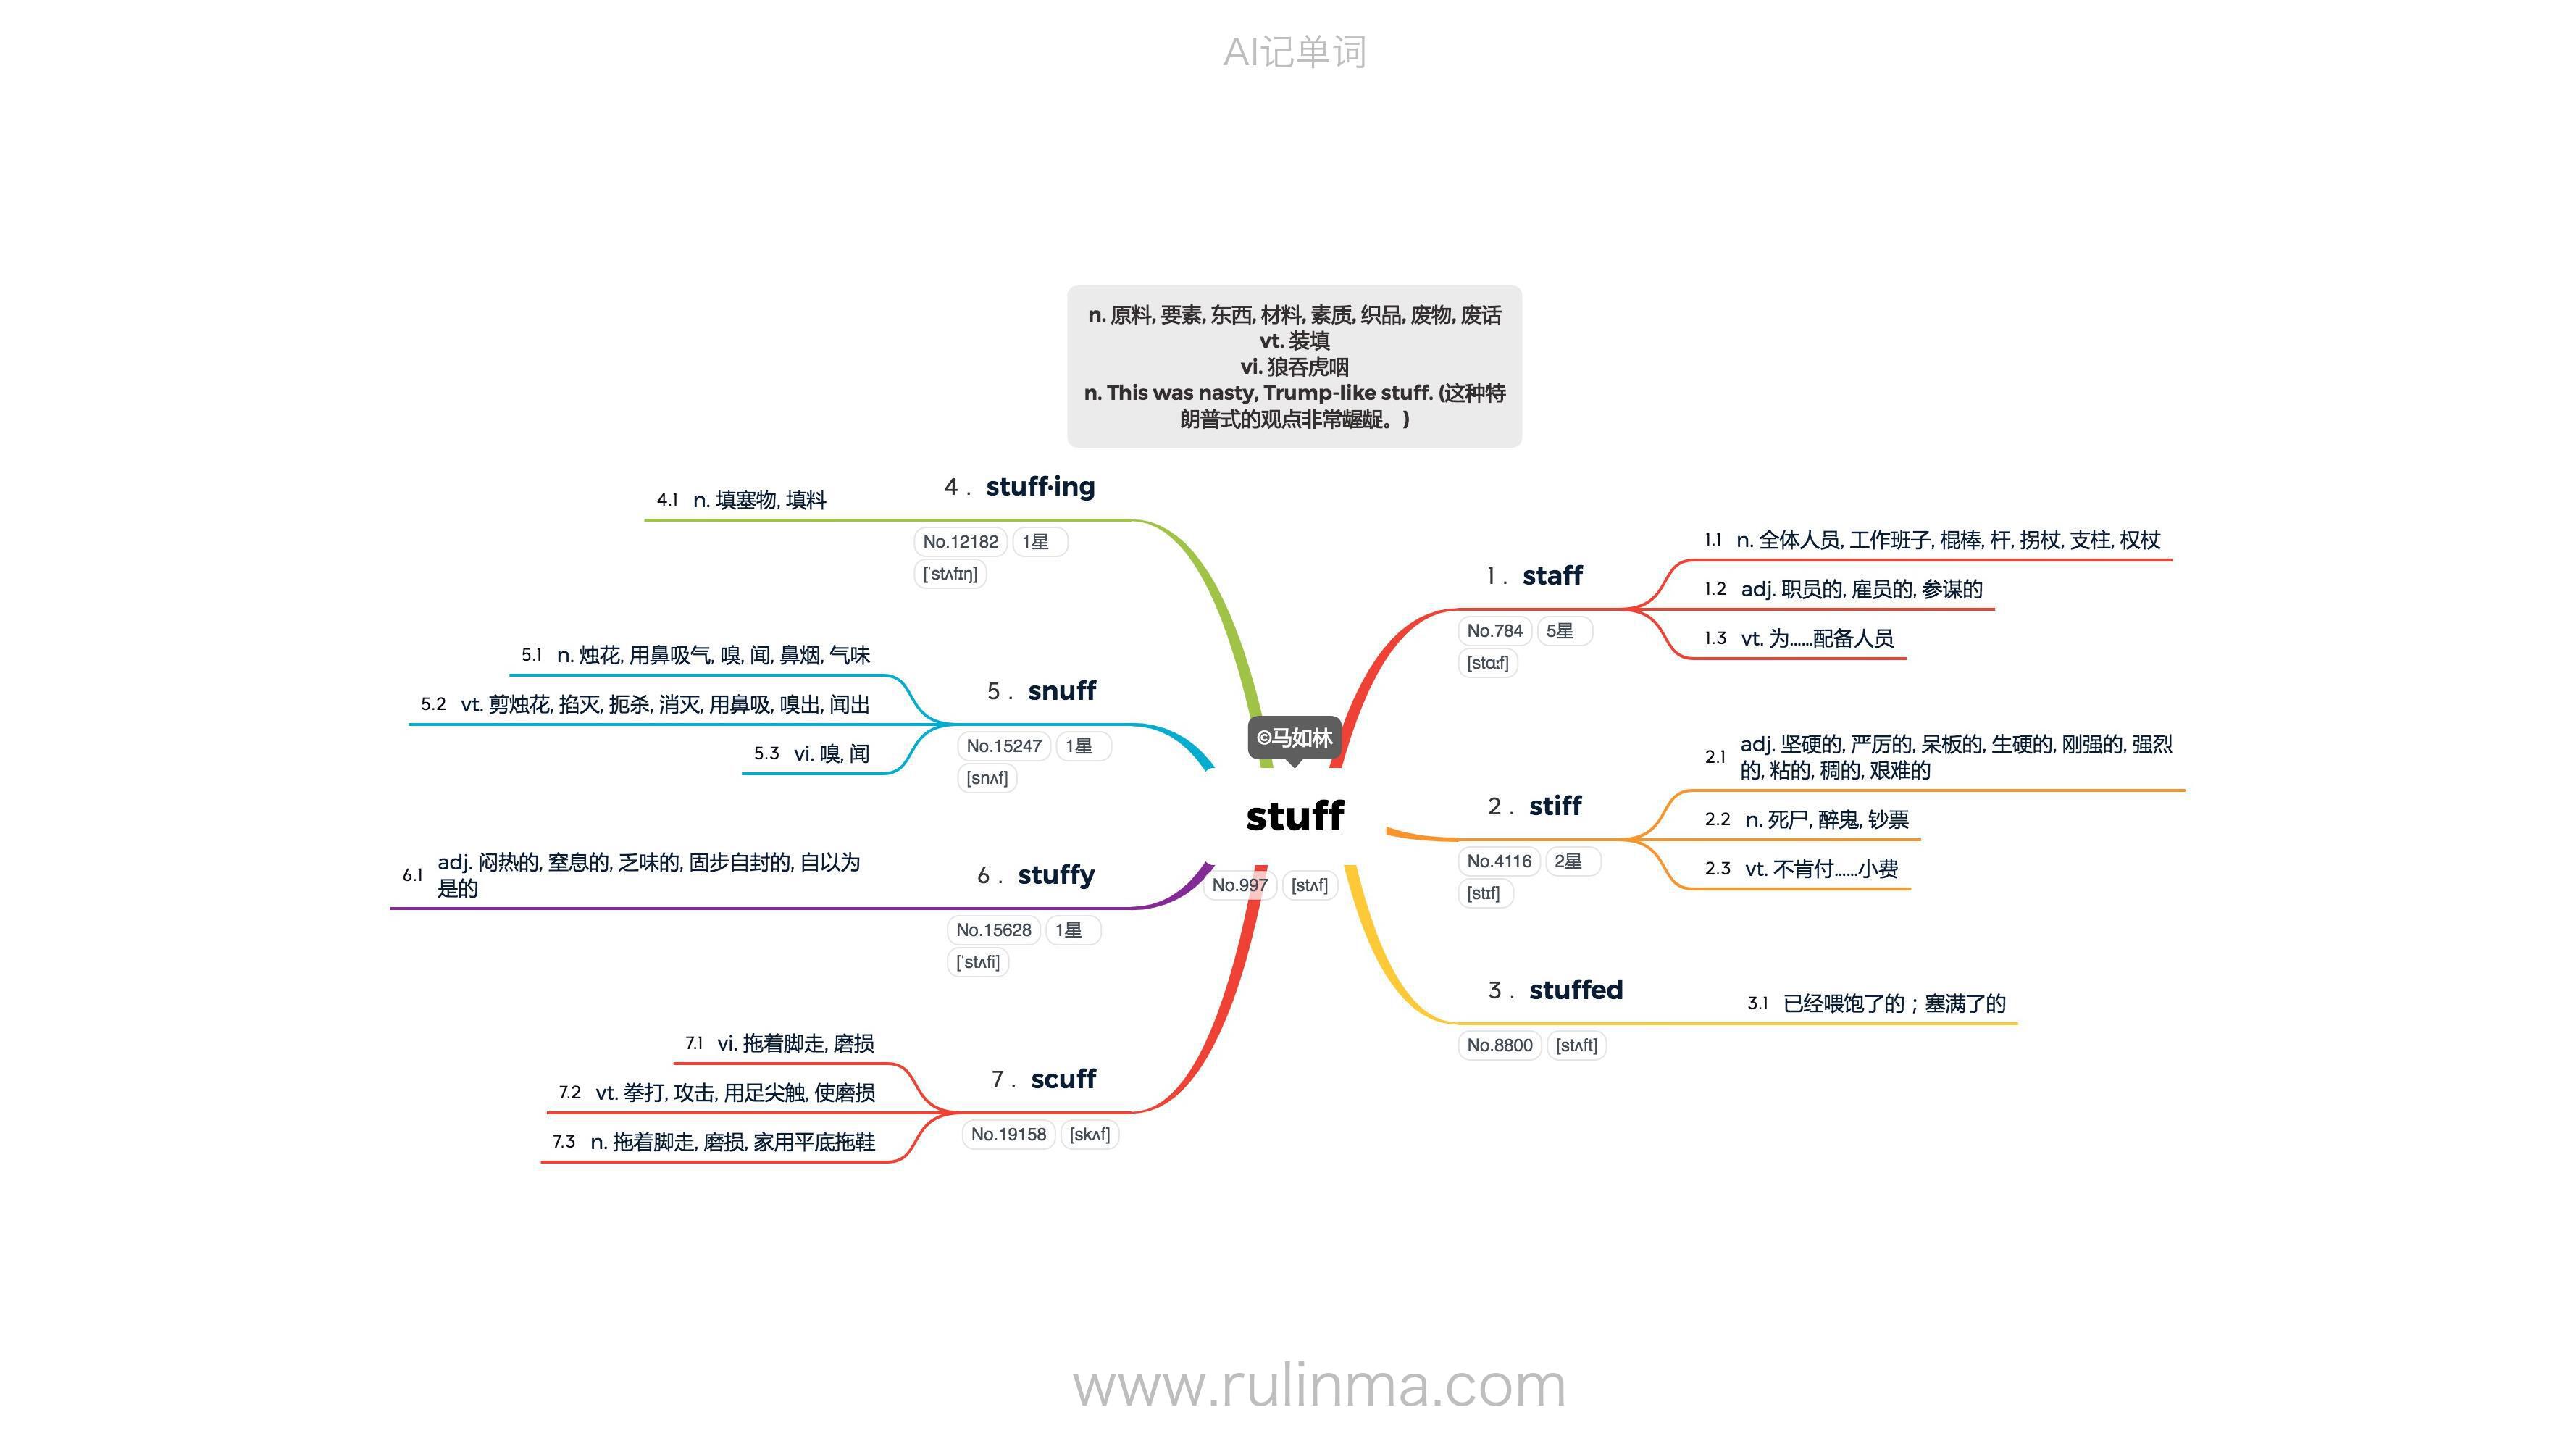 AI记单词
n. 原料, 要素, 东西, 材料, 素质, 织品, 废物, 废话
vt. 装填
vi. 狼吞虎咽
n. This was nasty, Trump-like stuff. (这种特
朗普式的观点非常龌龊。)
©马如林
stuff
No.997 [stʌf]
1 . staff
No.784 5星
[stɑːf]
1.1 n. 全体人员, 工作班子, 棍棒, 杆, 拐杖, 支柱, 权杖
1.2 adj. 职员的, 雇员的, 参谋的
1.3 vt. 为……配备人员
2 . stiff
No.4116 2星
[stɪf]
2.1 adj. 坚硬的, 严厉的, 呆板的, 生硬的, 刚强的, 强烈
的, 粘的, 稠的, 艰难的
2.2 n. 死尸, 醉鬼, 钞票
2.3 vt. 不肯付……小费
3 . stuffed
No.8800 [stʌft]
3.1 已经喂饱了的；塞满了的
4 . stuff·ing
No.12182 1星
[ˈstʌfɪŋ]
4.1 n. 填塞物, 填料
5 . snuff
No.15247 1星
[snʌf]
5.1 n. 烛花, 用鼻吸气, 嗅, 闻, 鼻烟, 气味
5.2 vt. 剪烛花, 掐灭, 扼杀, 消灭, 用鼻吸, 嗅出, 闻出
5.3 vi. 嗅, 闻
6 . stuffy
No.15628 1星
[ˈstʌfi]
6.1 adj. 闷热的, 窒息的, 乏味的, 固步自封的, 自以为
是的
7 . scuff
No.19158 [skʌf]
7.1 vi. 拖着脚走, 磨损
7.2 vt. 拳打, 攻击, 用足尖触, 使磨损
7.3 n. 拖着脚走, 磨损, 家用平底拖鞋
www.rulinma.com